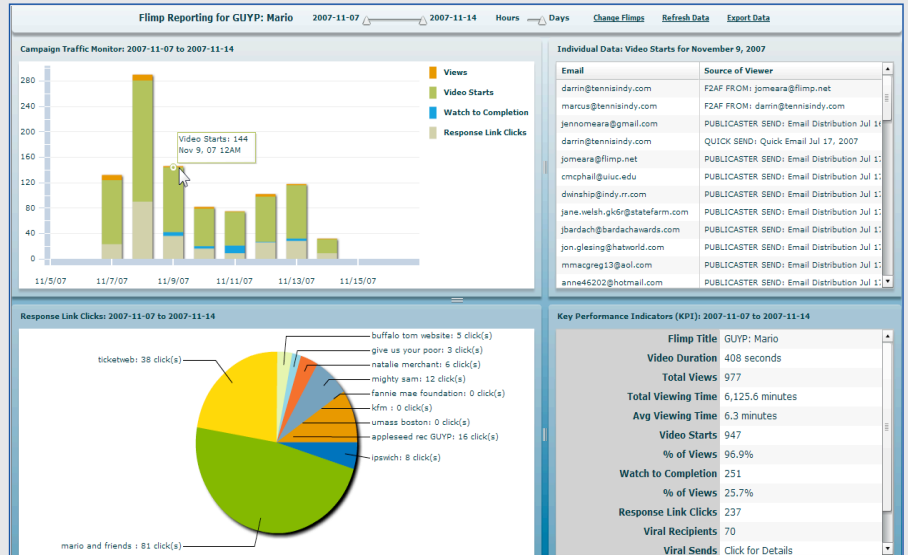 Flimp Reporting for GUYP: Mario 2007-11-07 2007-11-14 Hours Days Change Flimps Refresh Data Export Data
Campaign Traffic Monitor: 2007-11-07 to 2007-11-14
280
240
200
160
120
80
40
0
11/5/07 11/7/07 11/9/07 11/11/07 11/13/07 11/15/07
Video Starts: 144
Nov 9, 07 12AM
Views
Video Starts
Watch to Completion
Response Link Clicks
Individual Data: Video Starts for November 9, 2007
Email Source of Viewer
darrin@tennisindy.com F2AF FROM: jomeara@flimp.net
marcus@tennisindy.com F2AF FROM: darrin@tennisindy.com
jennomeara@gmail.com PUBLICASTER SEND: Email Distribution Jul 16
darrin@tennisindy.com QUICK SEND: Quick Email Jul 17, 2007
jomeara@flimp.net PUBLICASTER SEND: Email Distribution Jul 17
cmcphail@uiuc.edu PUBLICASTER SEND: Email Distribution Jul 17
dwinship@indy.rr.com PUBLICASTER SEND: Email Distribution Jul 17
jane.welsh.gk6r@statefarm.com PUBLICASTER SEND: Email Distribution Jul 17
jbardach@bardachawards.com PUBLICASTER SEND: Email Distribution Jul 17
jon.glesing@hatworld.com PUBLICASTER SEND: Email Distribution Jul 17
mmacgreg13@aol.com PUBLICASTER SEND: Email Distribution Jul 17
anne46202@hotmail.com PUBLICASTER SEND: Email Distribution Jul 17
Response Link Clicks: 2007-11-07 to 2007-11-14
buffalo tom website: 5 click(s)
give us your poor: 3 click(s)
natalie merchant: 6 click(s)
mighty sam: 12 click(s)
fannie mae foundation: 0 click(s)
kfm : 0 click(s)
umass boston: 0 click(s)
appleseed rec GUYP: 16 click(s)
ipswich: 8 click(s)
ticketweb: 38 click(s)
mario and friends : 81 click(s)
Key Performance Indicators (KPI): 2007-11-07 to 2007-11-14
Flimp Title GUYP: Mario
Video Duration 408 seconds
Total Views 977
Total Viewing Time 6,125.6 minutes
Avg Viewing Time 6.3 minutes
Video Starts 947
% of Views 96.9%
Watch to Completion 251
% of Views 25.7%
Response Link Clicks 237
Viral Recipients 70
Viral Sends Click for Details